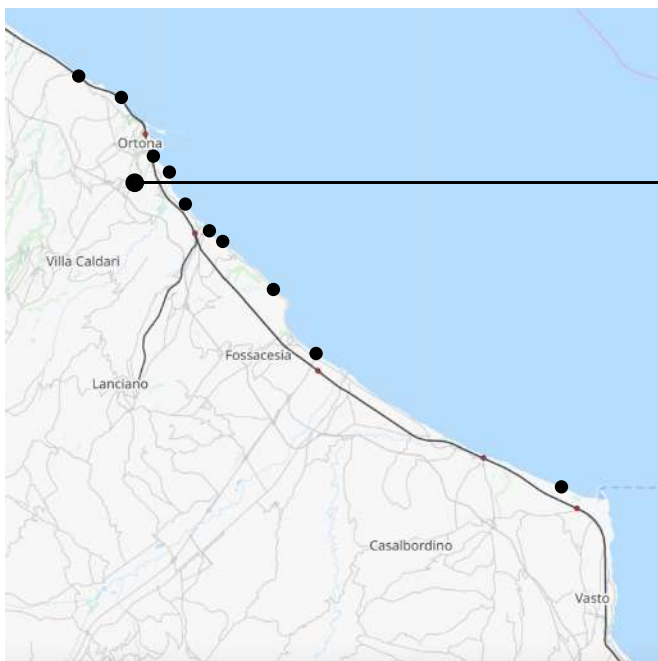 Ortona
Villa Caldari
Fossacesia
Lanciano
Casalbordino
Vasto